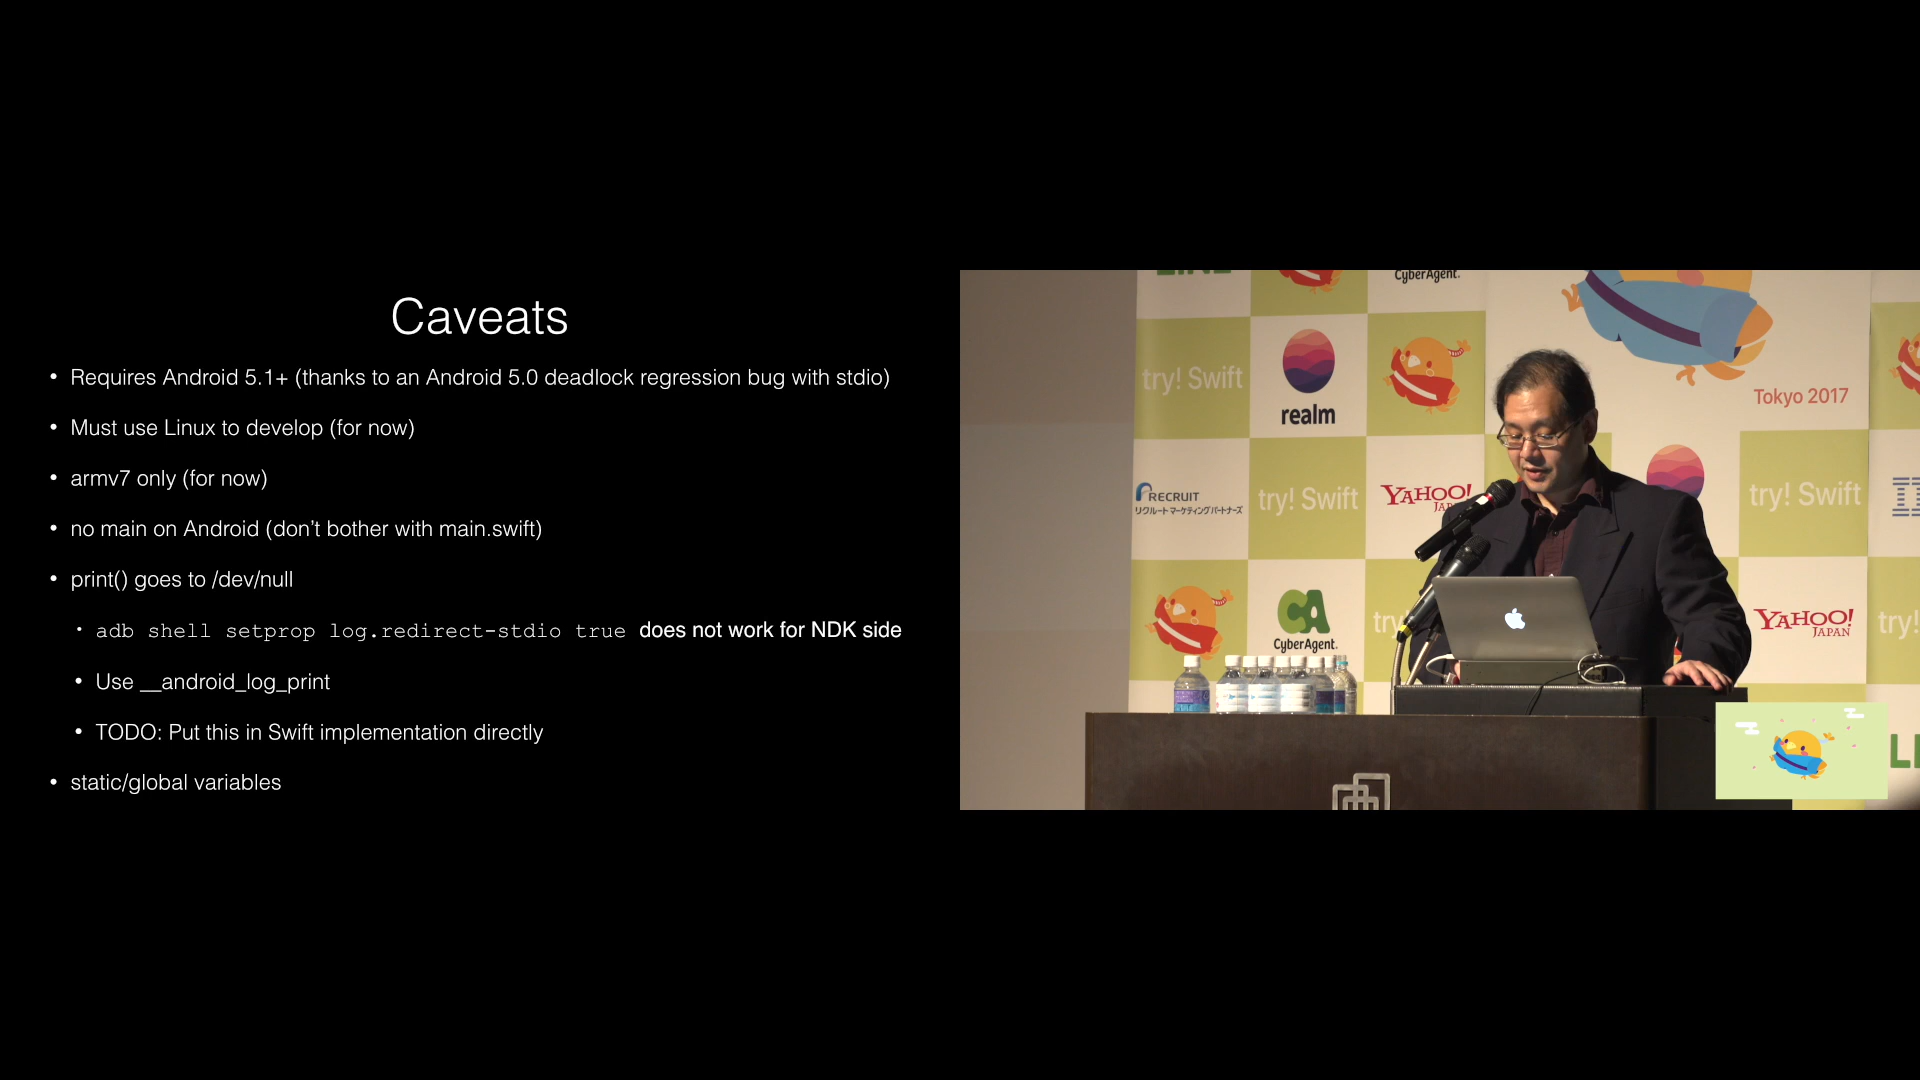 Caveats
• Requires Android 5.1+ (thanks to an Android 5.0 deadlock regression bug with stdio)
• Must use Linux to develop (for now)
• armv7 only (for now)
• no main on Android (don’t bother with main.swift)
• print() goes to /dev/null
• adb shell setprop log.redirect-stdio true does not work for NDK side
• Use __android_log_print
• TODO: Put this in Swift implementation directly
• static/global variables
CyberAgent.
try! Swift
realm
Tokyo 2017
RECRUIT
リクルート マーケティングパートナーズ
try! Swift
YAHOO!
JAPAN
try! Swift
CA
CyberAgent.
try!
YAHOO!
JAPAN
try!